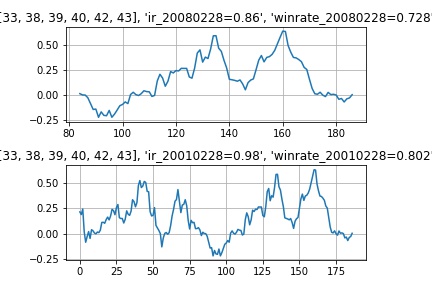 [33, 38, 39, 40, 42, 43], 'ir_20080228=0.86', 'winrate_20080228=0.728'
0.50
0.25
0.00
−0.25
80 100 120 140 160 180
[33, 38, 39, 40, 42, 43], 'ir_20010228=0.98', 'winrate_20010228=0.802'
0.50
0.25
0.00
−0.25
0 25 50 75 100 125 150 175